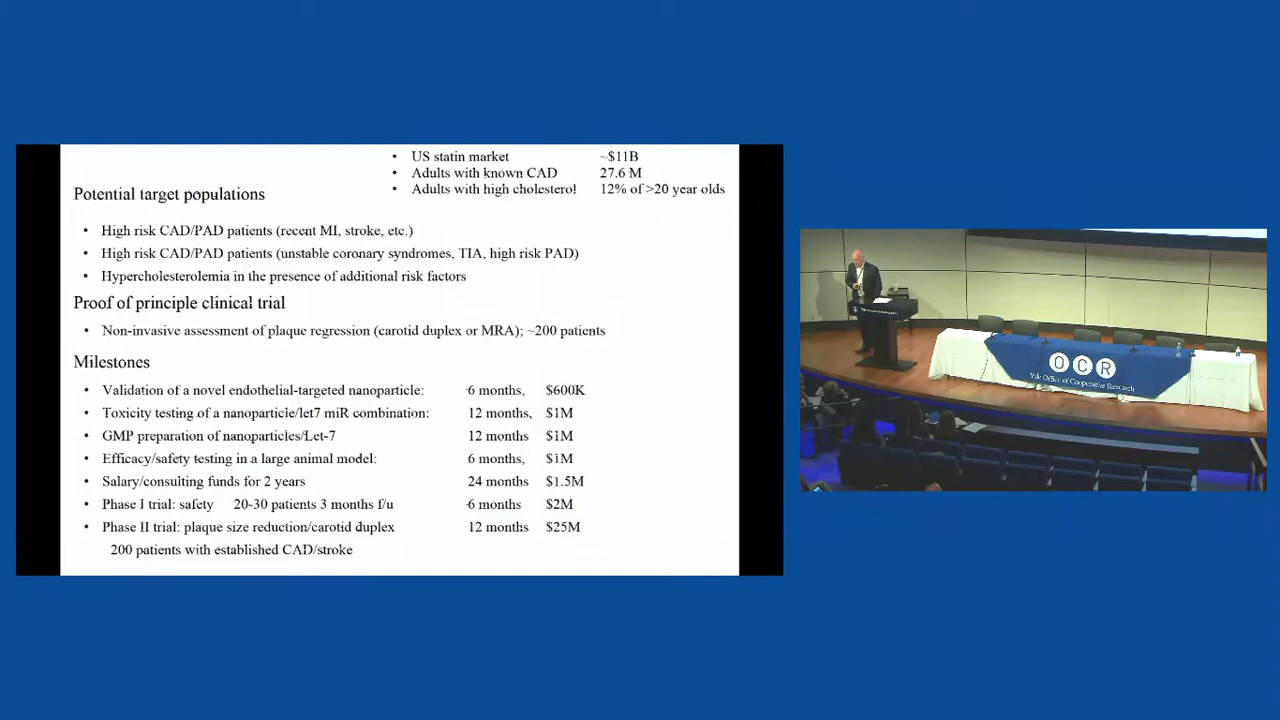 • US statin market ~$11B
• Adults with known CAD 27.6 M
• Adults with high cholesterol 12% of >20 year olds
Potential target populations
• High risk CAD/PAD patients (recent MI, stroke, etc.)
• High risk CAD/PAD patients (unstable coronary syndromes, TIA, high risk PAD)
• Hypercholesterolemia in the presence of additional risk factors
Proof of principle clinical trial
• Non-invasive assessment of plaque regression (carotid duplex or MRA); ~200 patients
Milestones
• Validation of a novel endothelial-targeted nanoparticle: 6 months, $600K
• Toxicity testing of a nanoparticle/let7 miR combination: 12 months, $1M
• GMP preparation of nanoparticles/Let-7 12 months $1M
• Efficacy/safety testing in a large animal model: 6 months, $1M
• Salary/consulting funds for 2 years 24 months $1.5M
• Phase I trial: safety 20-30 patients 3 months f/u 6 months $2M
• Phase II trial: plaque size reduction/carotid duplex 12 months $25M
200 patients with established CAD/stroke
OCR
Yale Office of Cooperative Research